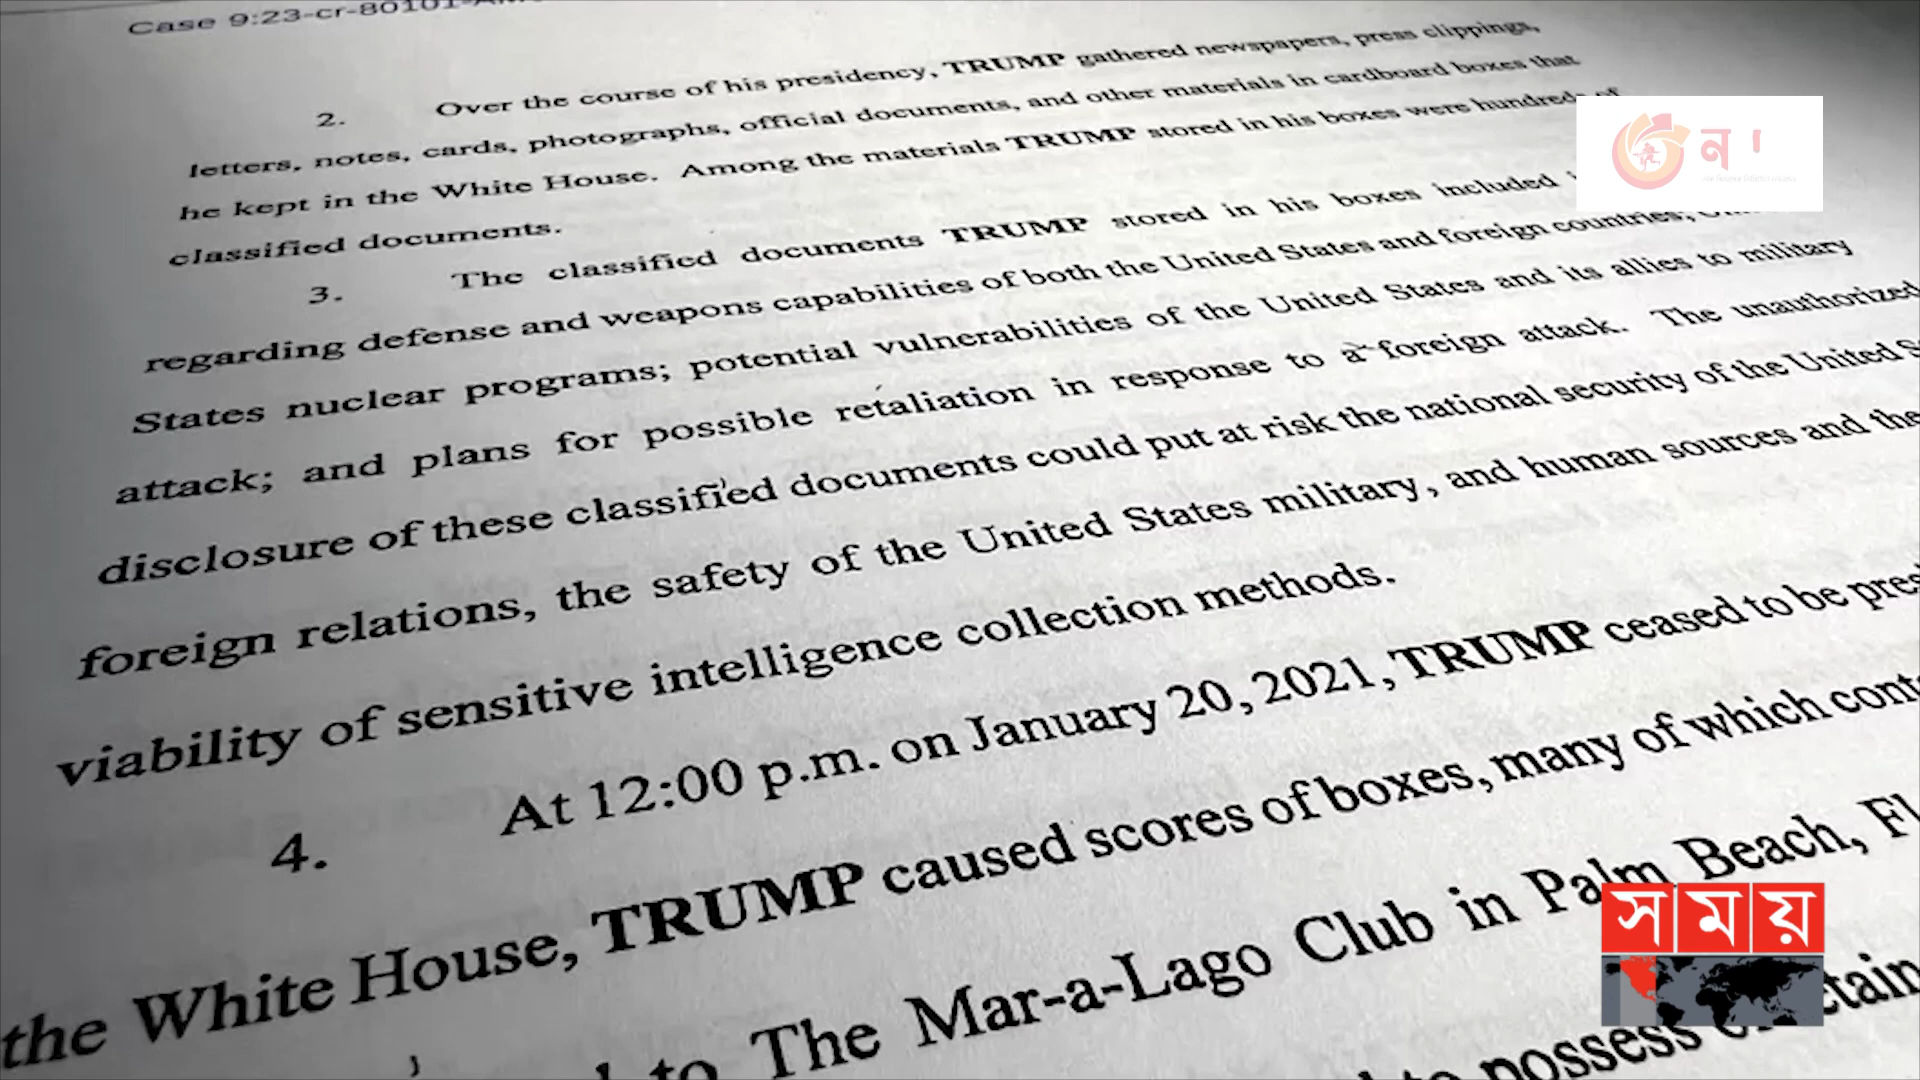 Case 9:23-cr-80101-
2. Over the course of his presidency, TRUMP gathered newspapers, press clippings,
letters, notes, cards, photographs, official documents, and other materials in cardboard boxes that
he kept in the White House. Among the materials TRUMP stored in his boxes were hundreds of
classified documents.
3. The classified documents TRUMP stored in his boxes included
regarding defense and weapons capabilities of both the United States and foreign countries;
States nuclear programs; potential vulnerabilities of the United States and its allies to military
attack; and plans for possible retaliation in response to a foreign attack. The unauthorized
disclosure of these classified documents could put at risk the national security of the United
foreign relations, the safety of the United States military, and human sources and the
viability of sensitive intelligence collection methods.
4. At 12:00 p.m. on January 20, 2021, TRUMP ceased to be
the White House, TRUMP caused scores of boxes, many of which
to The Mar-a-Lago Club in Palm Beach,
to possess
ন
সময়